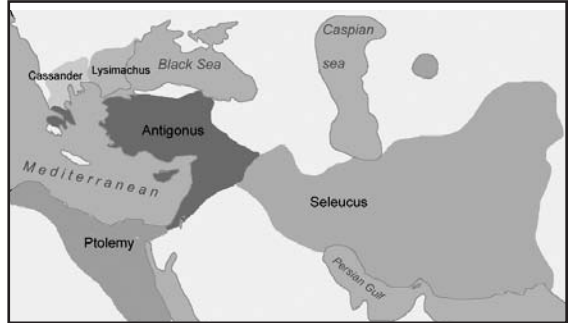 Cassander
Lysimachus
Black Sea
Caspian
sea
Antigonus
Mediterranean
Seleucus
Ptolemy
Persian Gulf